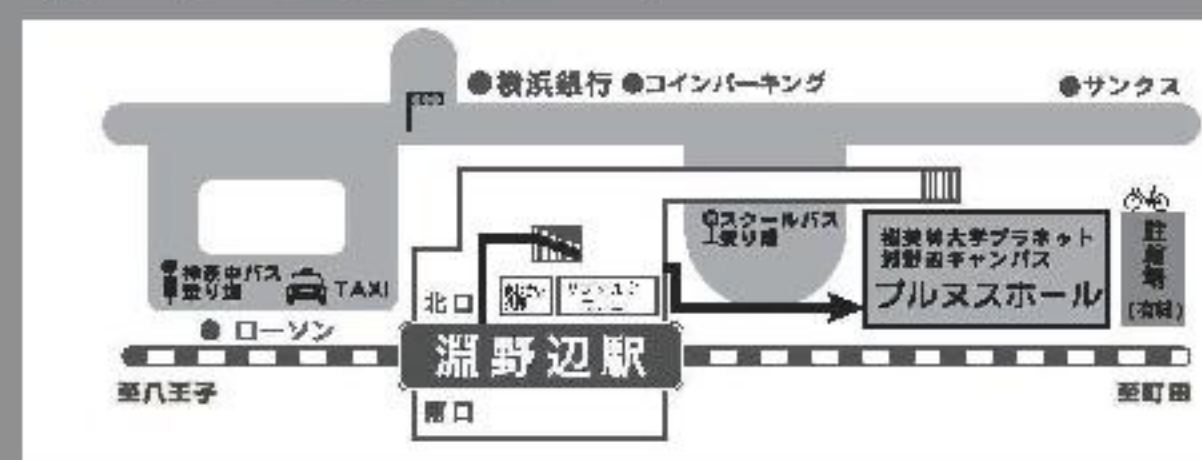 ●横浜銀行 ●コインパーキング
●サンクス
スクールバス
乗り場
桜美林大学プラネット
淵野辺キャンパス
プルヌスホール
駐輪場
(有料)
神奈中バス
乗り場
TAXI
北口
● ローソン
淵野辺駅
至八王子
至町田
南口